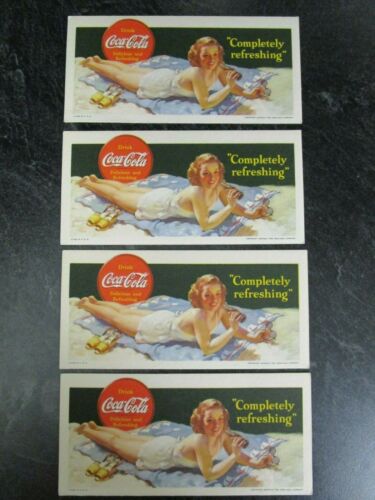 Drink
Coca-Cola
Delicious and
Refreshing
"Completely
refreshing"
Drink
Coca-Cola
Delicious and
Refreshing
"Completely
refreshing"
Drink
Coca-Cola
Delicious and
Refreshing
"Completely
refreshing"
Drink
Coca-Cola
Delicious and
Refreshing
"Completely
refreshing"